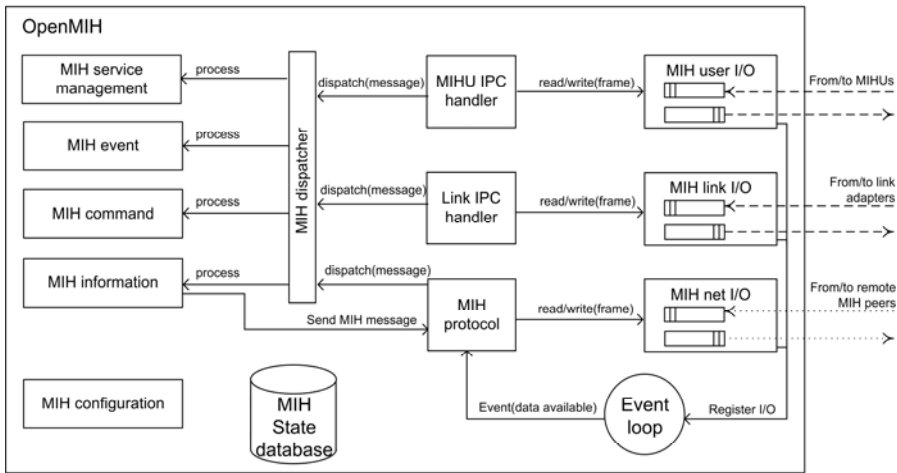 OpenMIH
MIH service
management
process
MIH event
process
MIH command
process
MIH information
process
MIH configuration
MIH dispatcher
dispatch(message)
MIHU IPC
handler
read/write(frame)
MIH user I/O
From/to MIHUs
dispatch(message)
Link IPC
handler
read/write(frame)
MIH link I/O
From/to link
adapters
dispatch(message)
MIH
protocol
read/write(frame)
MIH net I/O
From/to remote
MIH peers
Send MIH message
MIH
State
database
Event(data available)
Event
loop
Register I/O